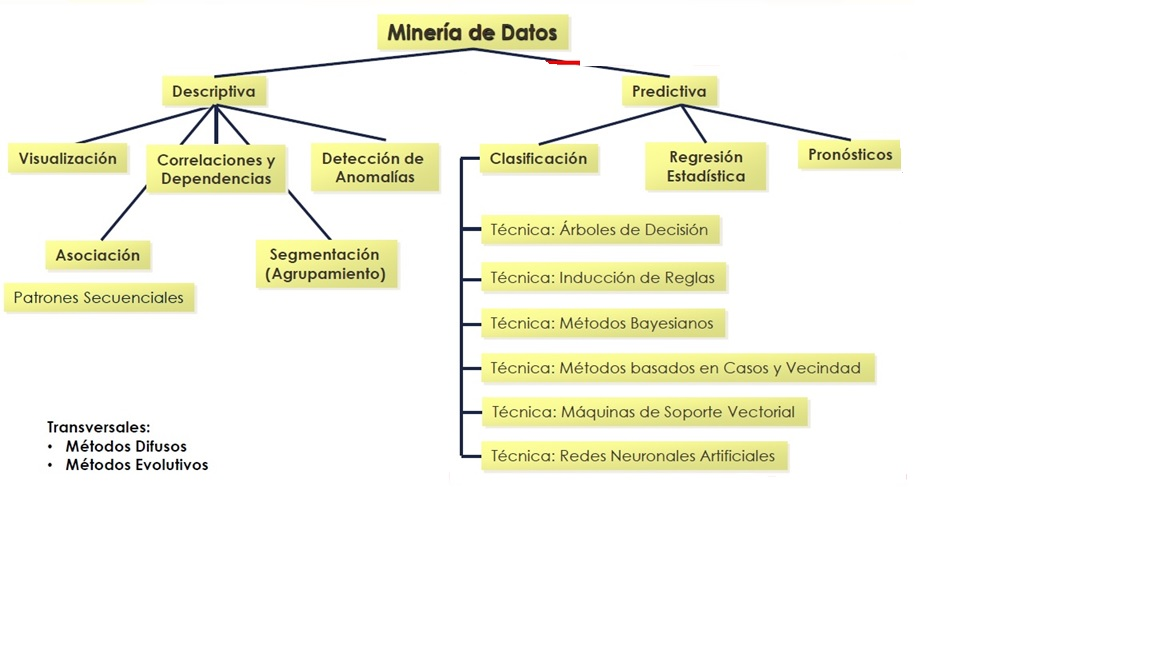 Minería de Datos
Descriptiva
Predictiva
Visualización
Correlaciones y
Dependencias
Detección de
Anomalías
Clasificación
Regresión
Estadística
Pronósticos
Asociación
Patrones Secuenciales
Segmentación
(Agrupamiento)
Técnica: Árboles de Decisión
Técnica: Inducción de Reglas
Técnica: Métodos Bayesianos
Técnica: Métodos basados en Casos y Vecindad
Técnica: Máquinas de Soporte Vectorial
Técnica: Redes Neuronales Artificiales
Transversales:
• Métodos Difusos
• Métodos Evolutivos